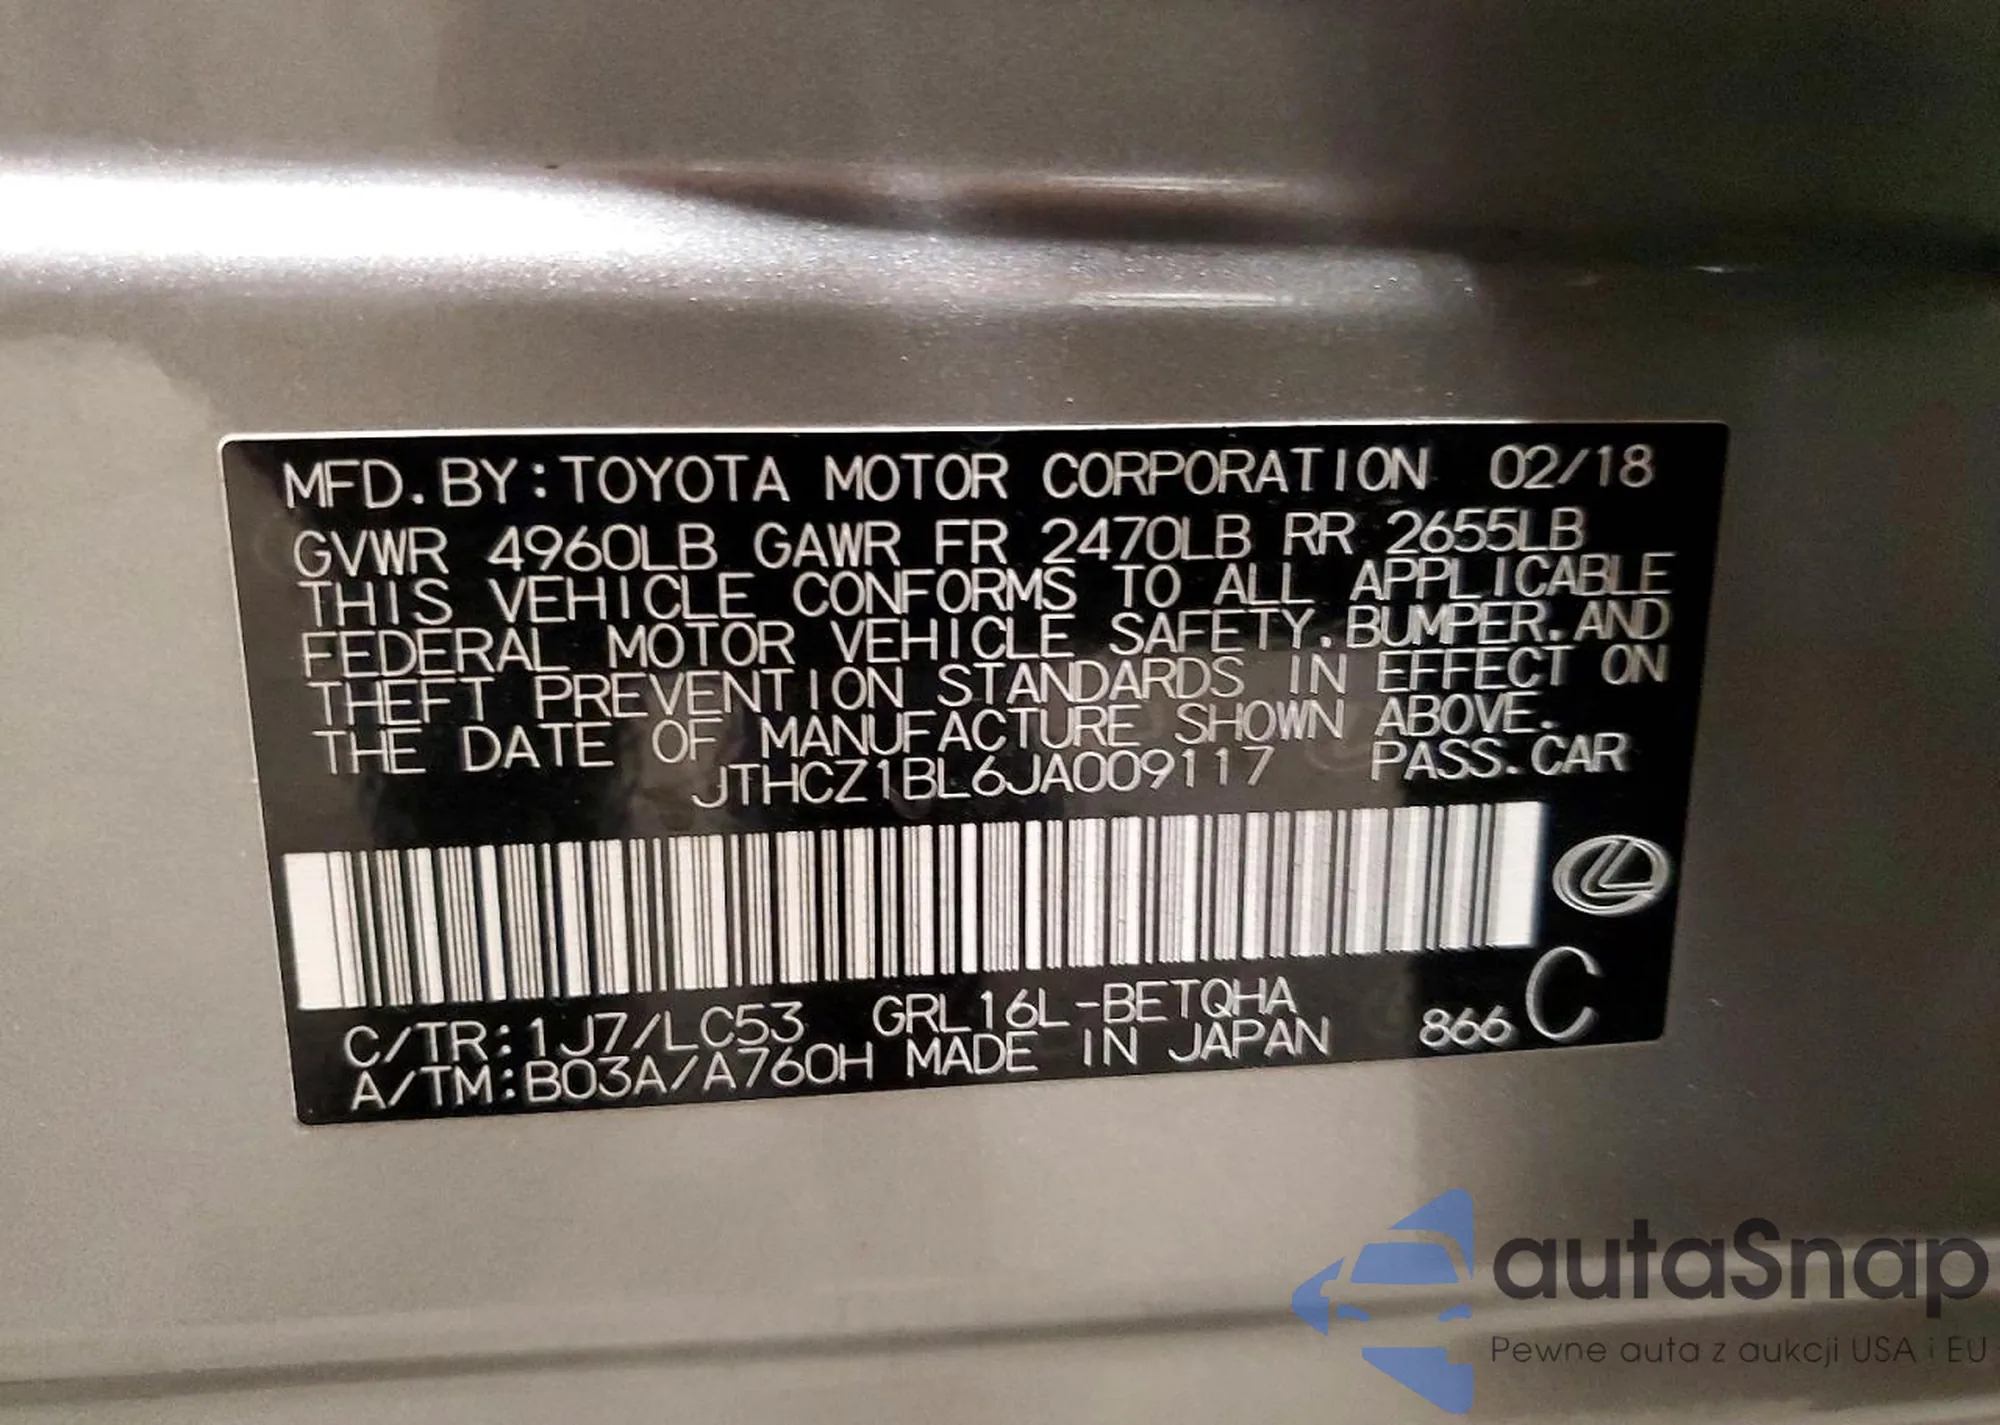 MFD. BY: TOYOTA MOTOR CORPORATION 02/18
GVWR 4960LB GAWR FR 2470LB RR 2655LB
THIS VEHICLE CONFORMS TO ALL APPLICABLE
FEDERAL MOTOR VEHICLE SAFETY, BUMPER, AND
THEFT PREVENTION STANDARDS IN EFFECT ON
THE DATE OF MANUFACTURE SHOWN ABOVE.
JTHCZ1BL6JA009117 PASS. CAR
C/TR: 1J7/LC53 GRL16L-BETQHA
A/TM: B03A/A760H MADE IN JAPAN 866 C
autoSnap
Pewne auta z aukcji USA i EU